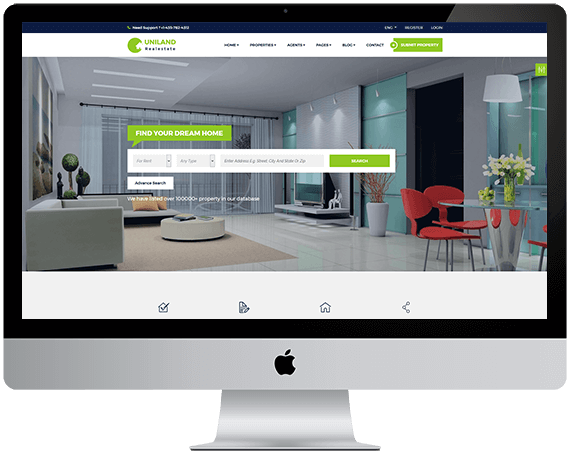 Need Support ? +1-435-782-4312 ENG REGISTER LOGIN
UNILAND
Realestate
HOME PROPERTIES AGENTS PAGES BLOG CONTACT SUBMIT PROPERTY
FIND YOUR DREAM HOME
For Rent Any Type Enter Address E.g. Street, City And State Or Zip SEARCH
Advance Search
We have listed over 100000+ property in our database